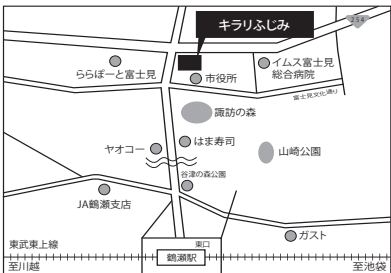 254
キラリふじみ
ららぽーと富士見
市役所
イムス富士見
総合病院
富士見文化通り
諏訪の森
ヤオコー
はま寿司
山崎公園
谷津の森公園
JA鶴瀬支店
ガスト
東武東上線
東口
鶴瀬駅
至川越
至池袋